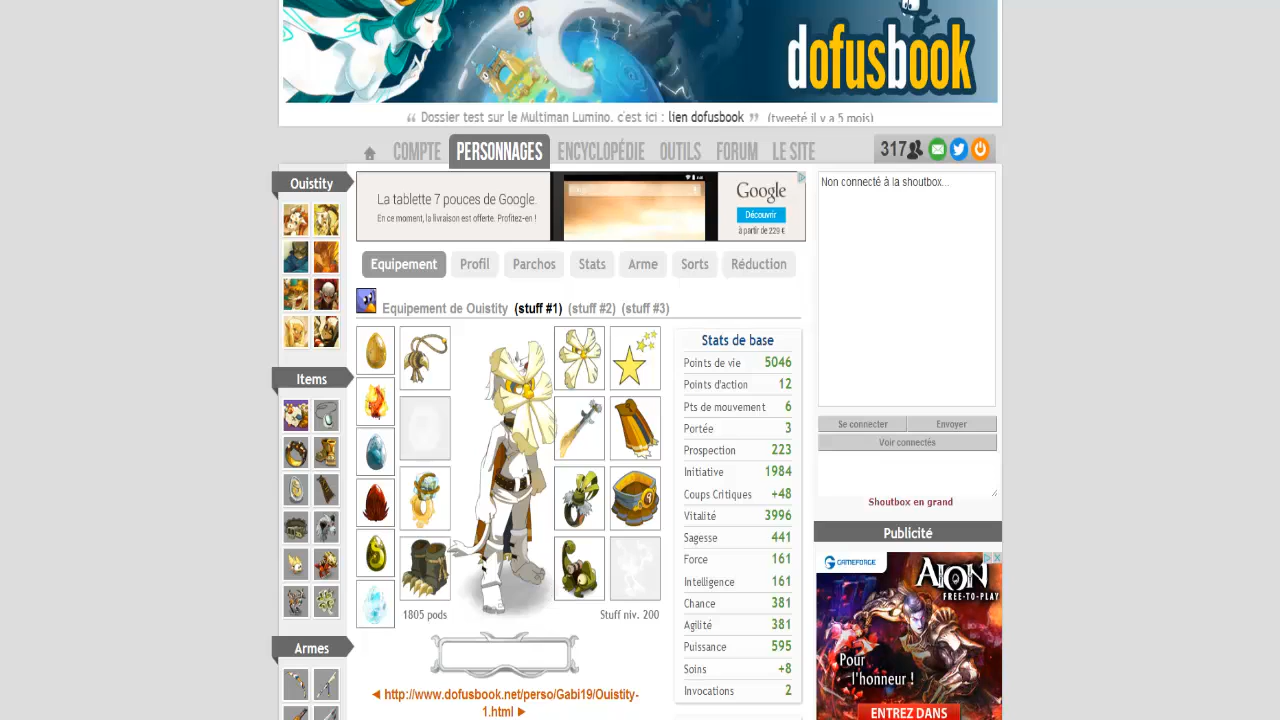 dofusbook
“ Dossier test sur le Multiman Lumino. c'est ici : lien dofusbook ” (tweeté il y a 5 mois)
COMPTE PERSONNAGES ENCYCLOPÉDIE OUTILS FORUM LE SITE
317
Ouistity
La tablette 7 pouces de Google.
En ce moment, la livraison est offerte. Profitez-en !
Google
Découvrir
à partir de 229 €
Non connecté à la shoutbox...
Equipement Profil Parchos Stats Arme Sorts Réduction
Equipement de Ouistity (stuff #1) (stuff #2) (stuff #3)
Stats de base
Points de vie 5046
Points d'action 12
Pts de mouvement 6
Portée 3
Prospection 223
Initiative 1984
Coups Critiques +48
Vitalité 3996
Sagesse 441
Force 161
Intelligence 161
Chance 381
Agilité 381
Puissance 595
Soins +8
Invocations 2
Items
1805 pods
Stuff niv. 200
Armes
◄ http://www.dofusbook.net/perso/Gabi19/Ouistity-
1.html ►
Se connecter Envoyer
Voir connectés
Shoutbox en grand
Publicité
GAMEFORGE
AION
FREE-TO-PLAY
Pour
l'honneur !
ENTREZ DANS